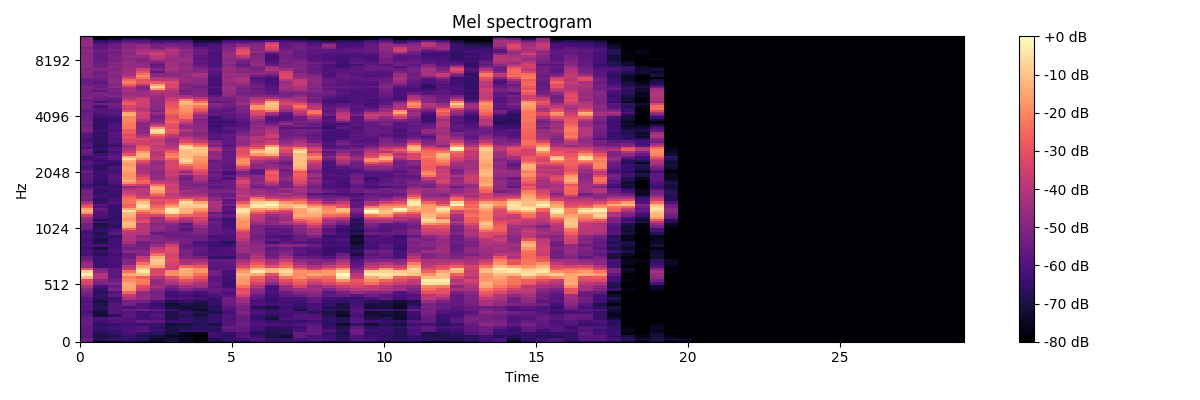 Mel spectrogram
Hz
8192
4096
2048
1024
512
0
0 5 10 15 20 25
Time
+0 dB
-10 dB
-20 dB
-30 dB
-40 dB
-50 dB
-60 dB
-70 dB
-80 dB